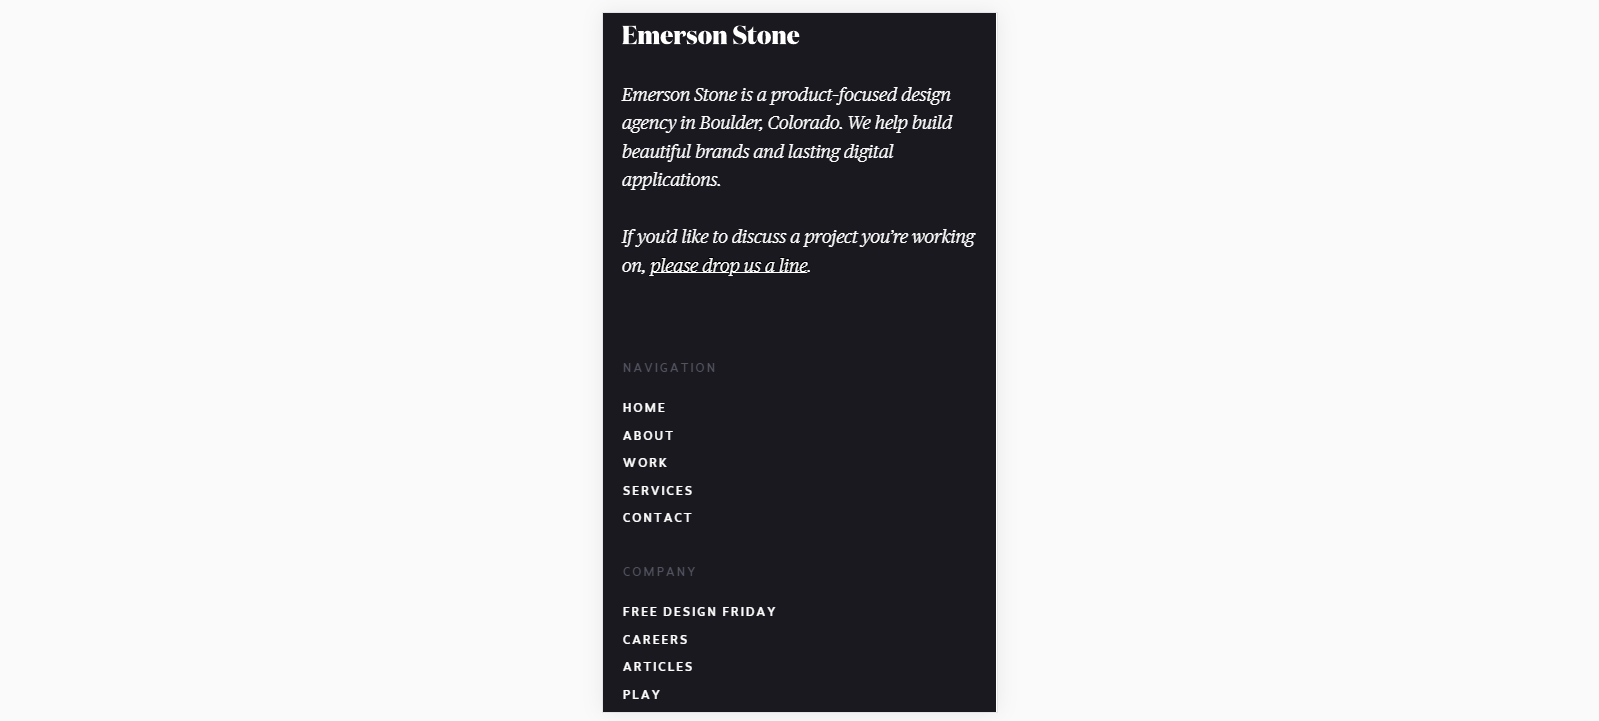 Emerson Stone
Emerson Stone is a product-focused design
agency in Boulder, Colorado. We help build
beautiful brands and lasting digital
applications.
If you’d like to discuss a project you’re working
on, please drop us a line.
NAVIGATION
HOME
ABOUT
WORK
SERVICES
CONTACT
COMPANY
FREE DESIGN FRIDAY
CAREERS
ARTICLES
PLAY